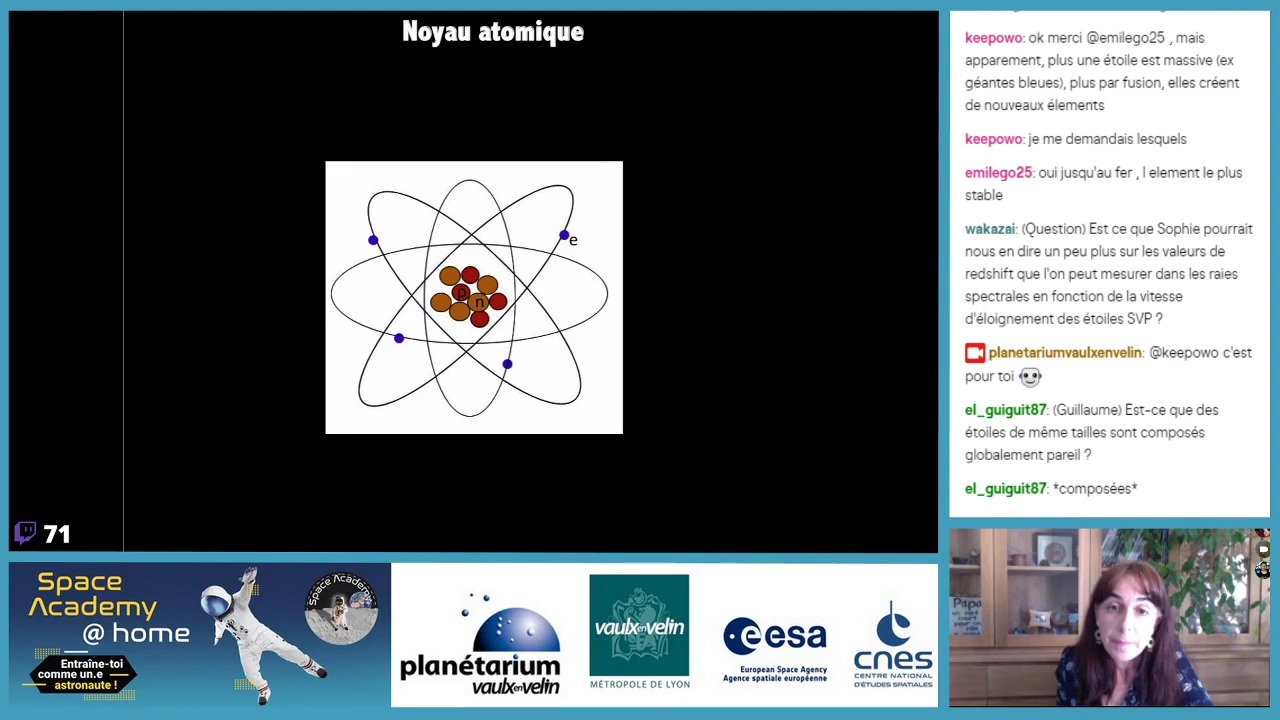 Noyau atomique
e
p
n
71
keepowo: ok merci @emilego25 , mais
apparement, plus une étoile est massive (ex
géantes bleues), plus par fusion, elles créent
de nouveaux élements
keepowo: je me demandais lesquels
emilego25: oui jusqu'au fer , l element le plus
stable
wakazai: (Question) Est ce que Sophie pourrait
nous en dire un peu plus sur les valeurs de
redshift que l'on peut mesurer dans les raies
spectrales en fonction de la vitesse
d'éloignement des étoiles SVP ?
planetariumvaulxenvelin: @keepowo c'est
pour toi
el_guiguit87: (Guillaume) Est-ce que des
étoiles de même tailles sont composés
globalement pareil ?
el_guiguit87: *composées*
Space
Academy
@ home
Entraîne-toi
comme un.e
astronaute !
Space Academy
planétarium
vaulxenvelin
vaulxenvelin
MÉTROPOLE DE LYON
esa
European Space Agency
Agence spatiale européenne
cnes
CENTRE NATIONAL
D'ÉTUDES SPATIALES
Papa